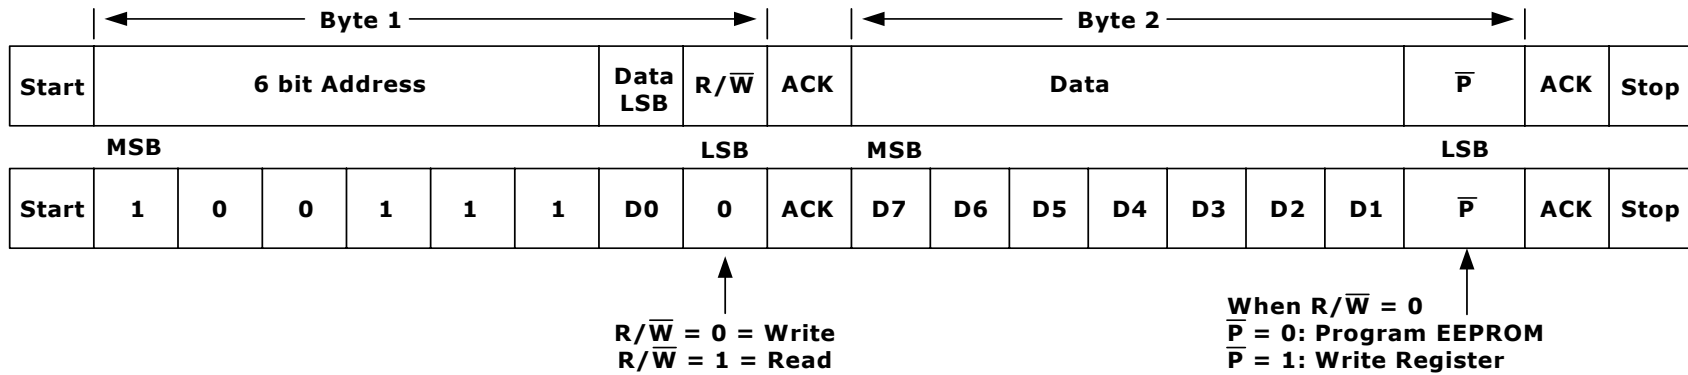 Byte 1 Byte 2
Start 6 bit Address Data LSB R/W̅ ACK Data P̅ ACK Stop
MSB LSB MSB LSB
Start 1 0 0 1 1 1 D0 0 ACK D7 D6 D5 D4 D3 D2 D1 P̅ ACK Stop
R/W̅ = 0 = Write
R/W̅ = 1 = Read
When R/W̅ = 0
P̅ = 0: Program EEPROM
P̅ = 1: Write Register